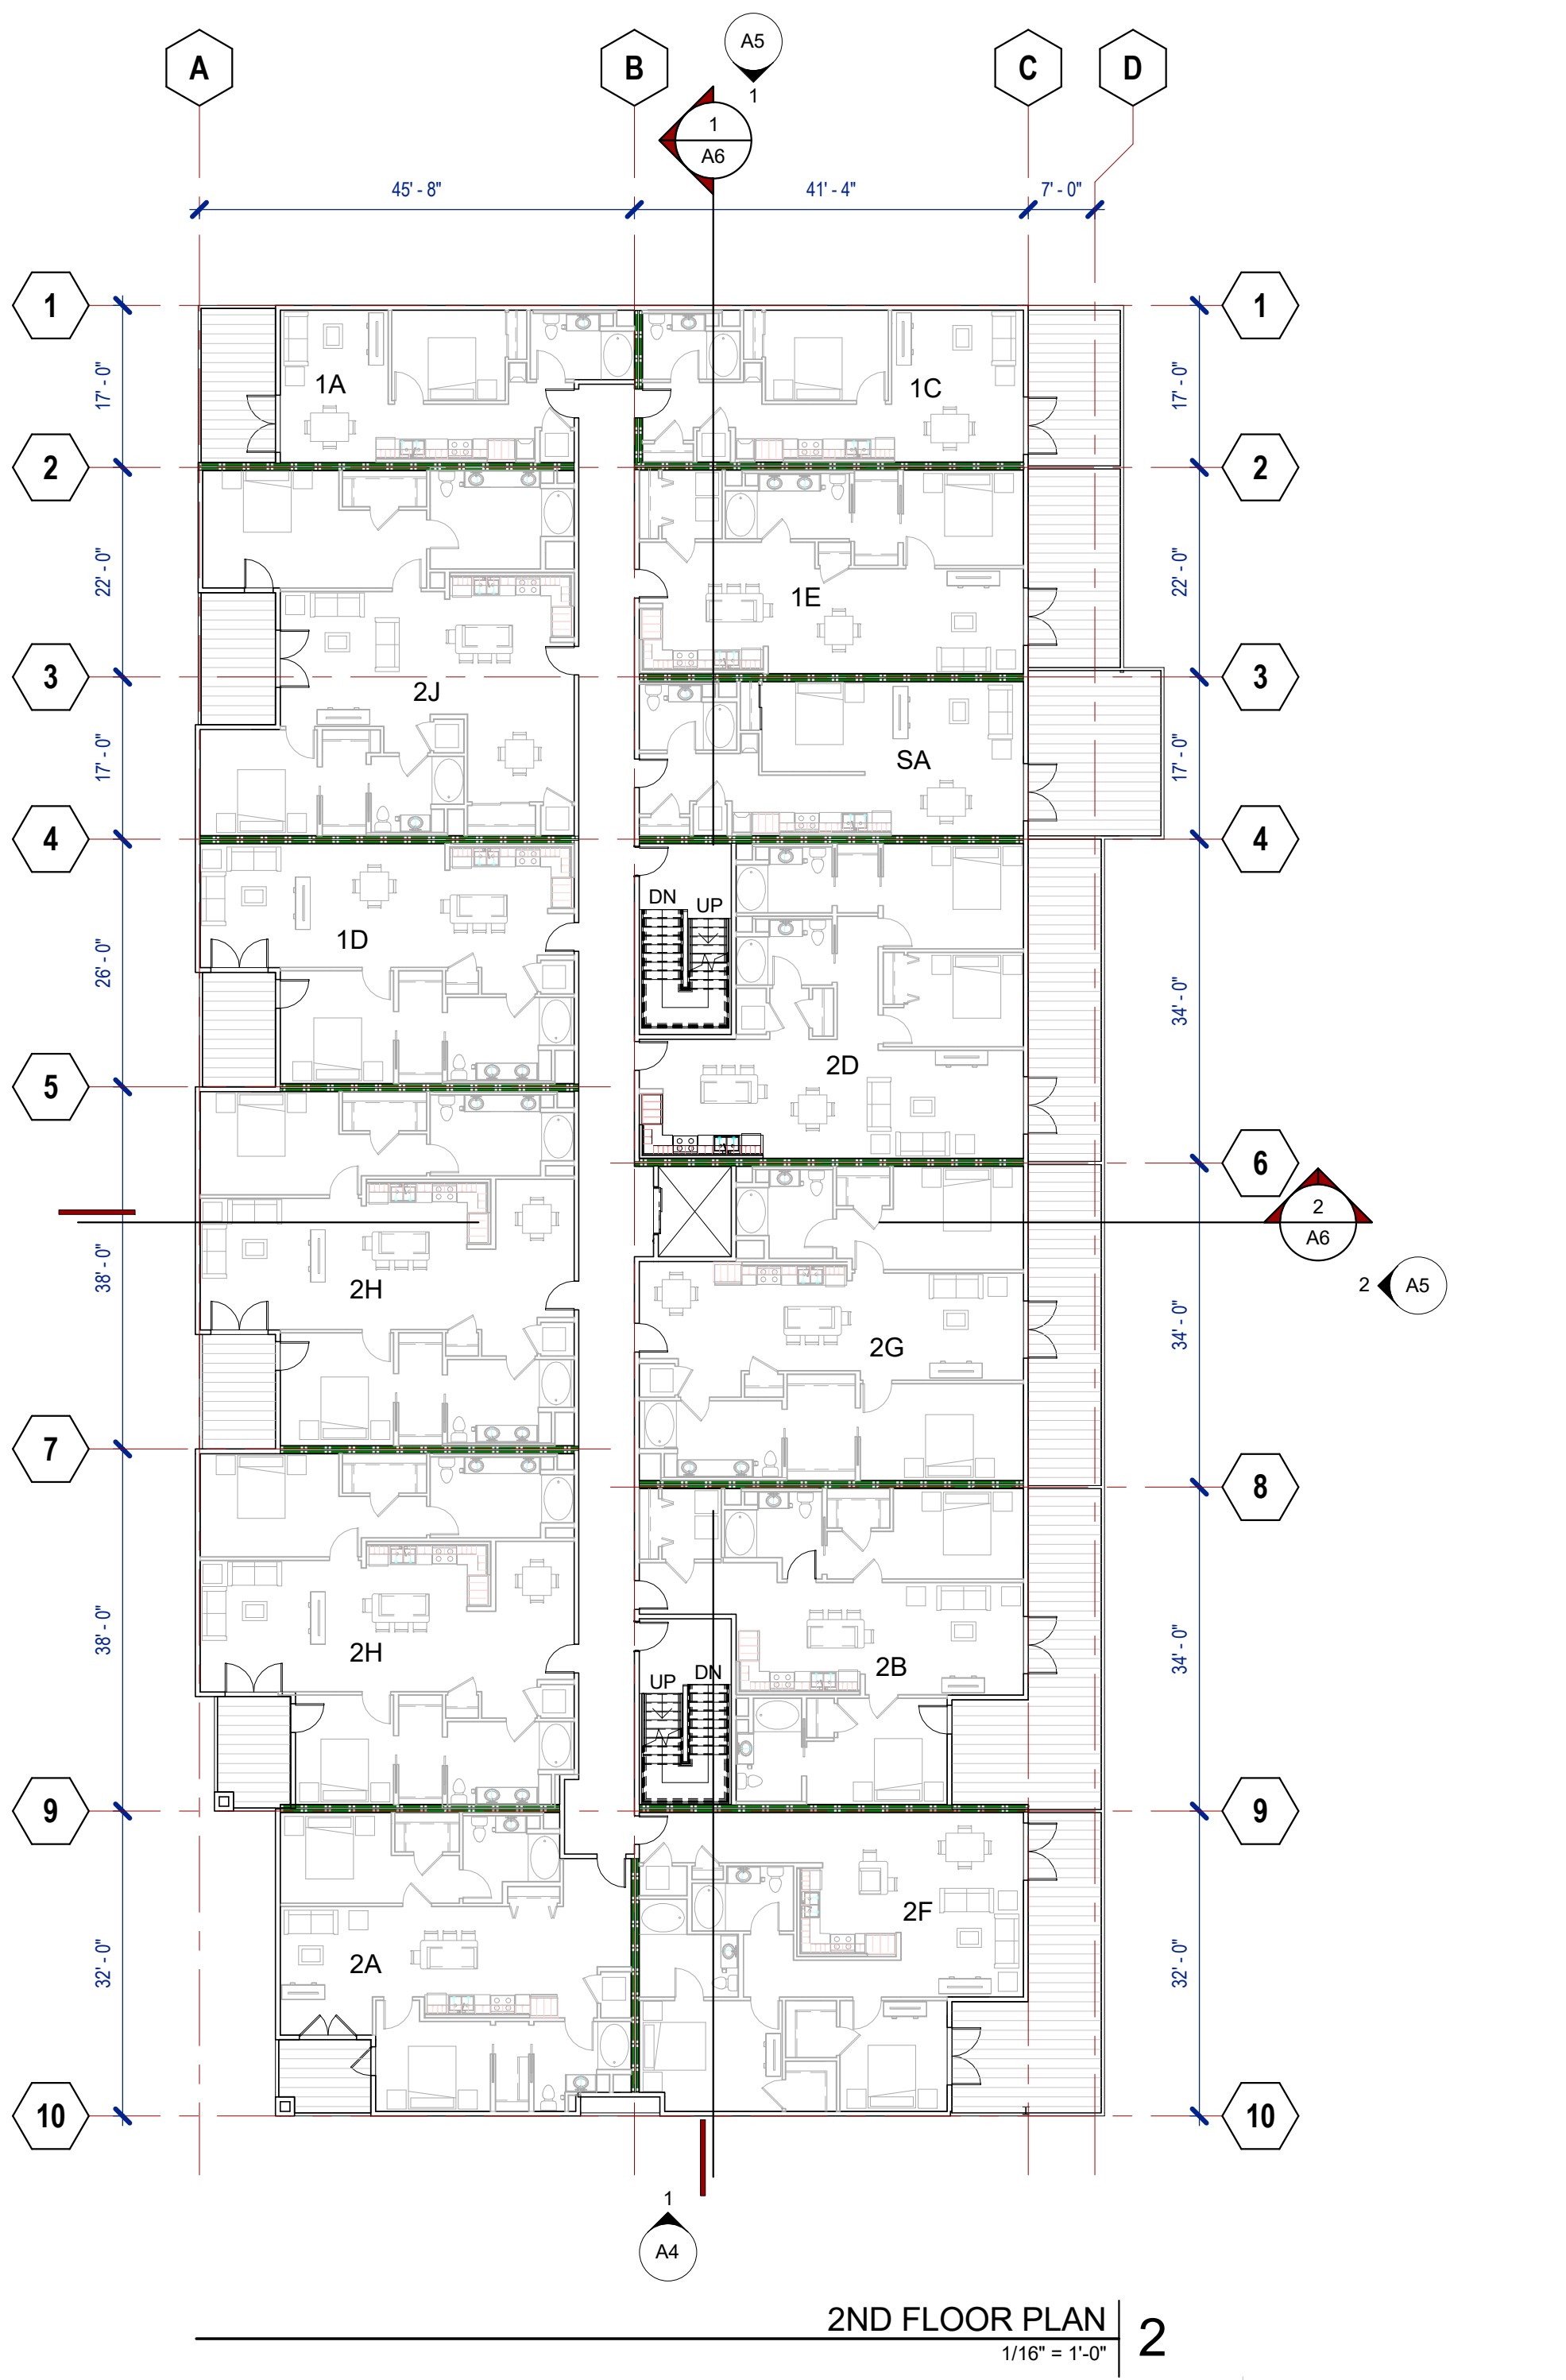 A5
A B C D
1
1
A6
45' - 8" 41' - 4" 7' - 0"
1 1
17' - 0" 17' - 0"
1A 1C
2 2
22' - 0" 22' - 0"
1E
3 3
2J
17' - 0" 17' - 0"
SA
4 4
DN UP
1D
26' - 0" 34' - 0"
2D
5
6
2
A6
38' - 0"
2H
2 A5
34' - 0"
2G
7
8
38' - 0" 34' - 0"
2H 2B
UP DN
9 9
2F
2A
32' - 0" 32' - 0"
10 10
1
A4
2ND FLOOR PLAN
1/16" = 1'-0"
2